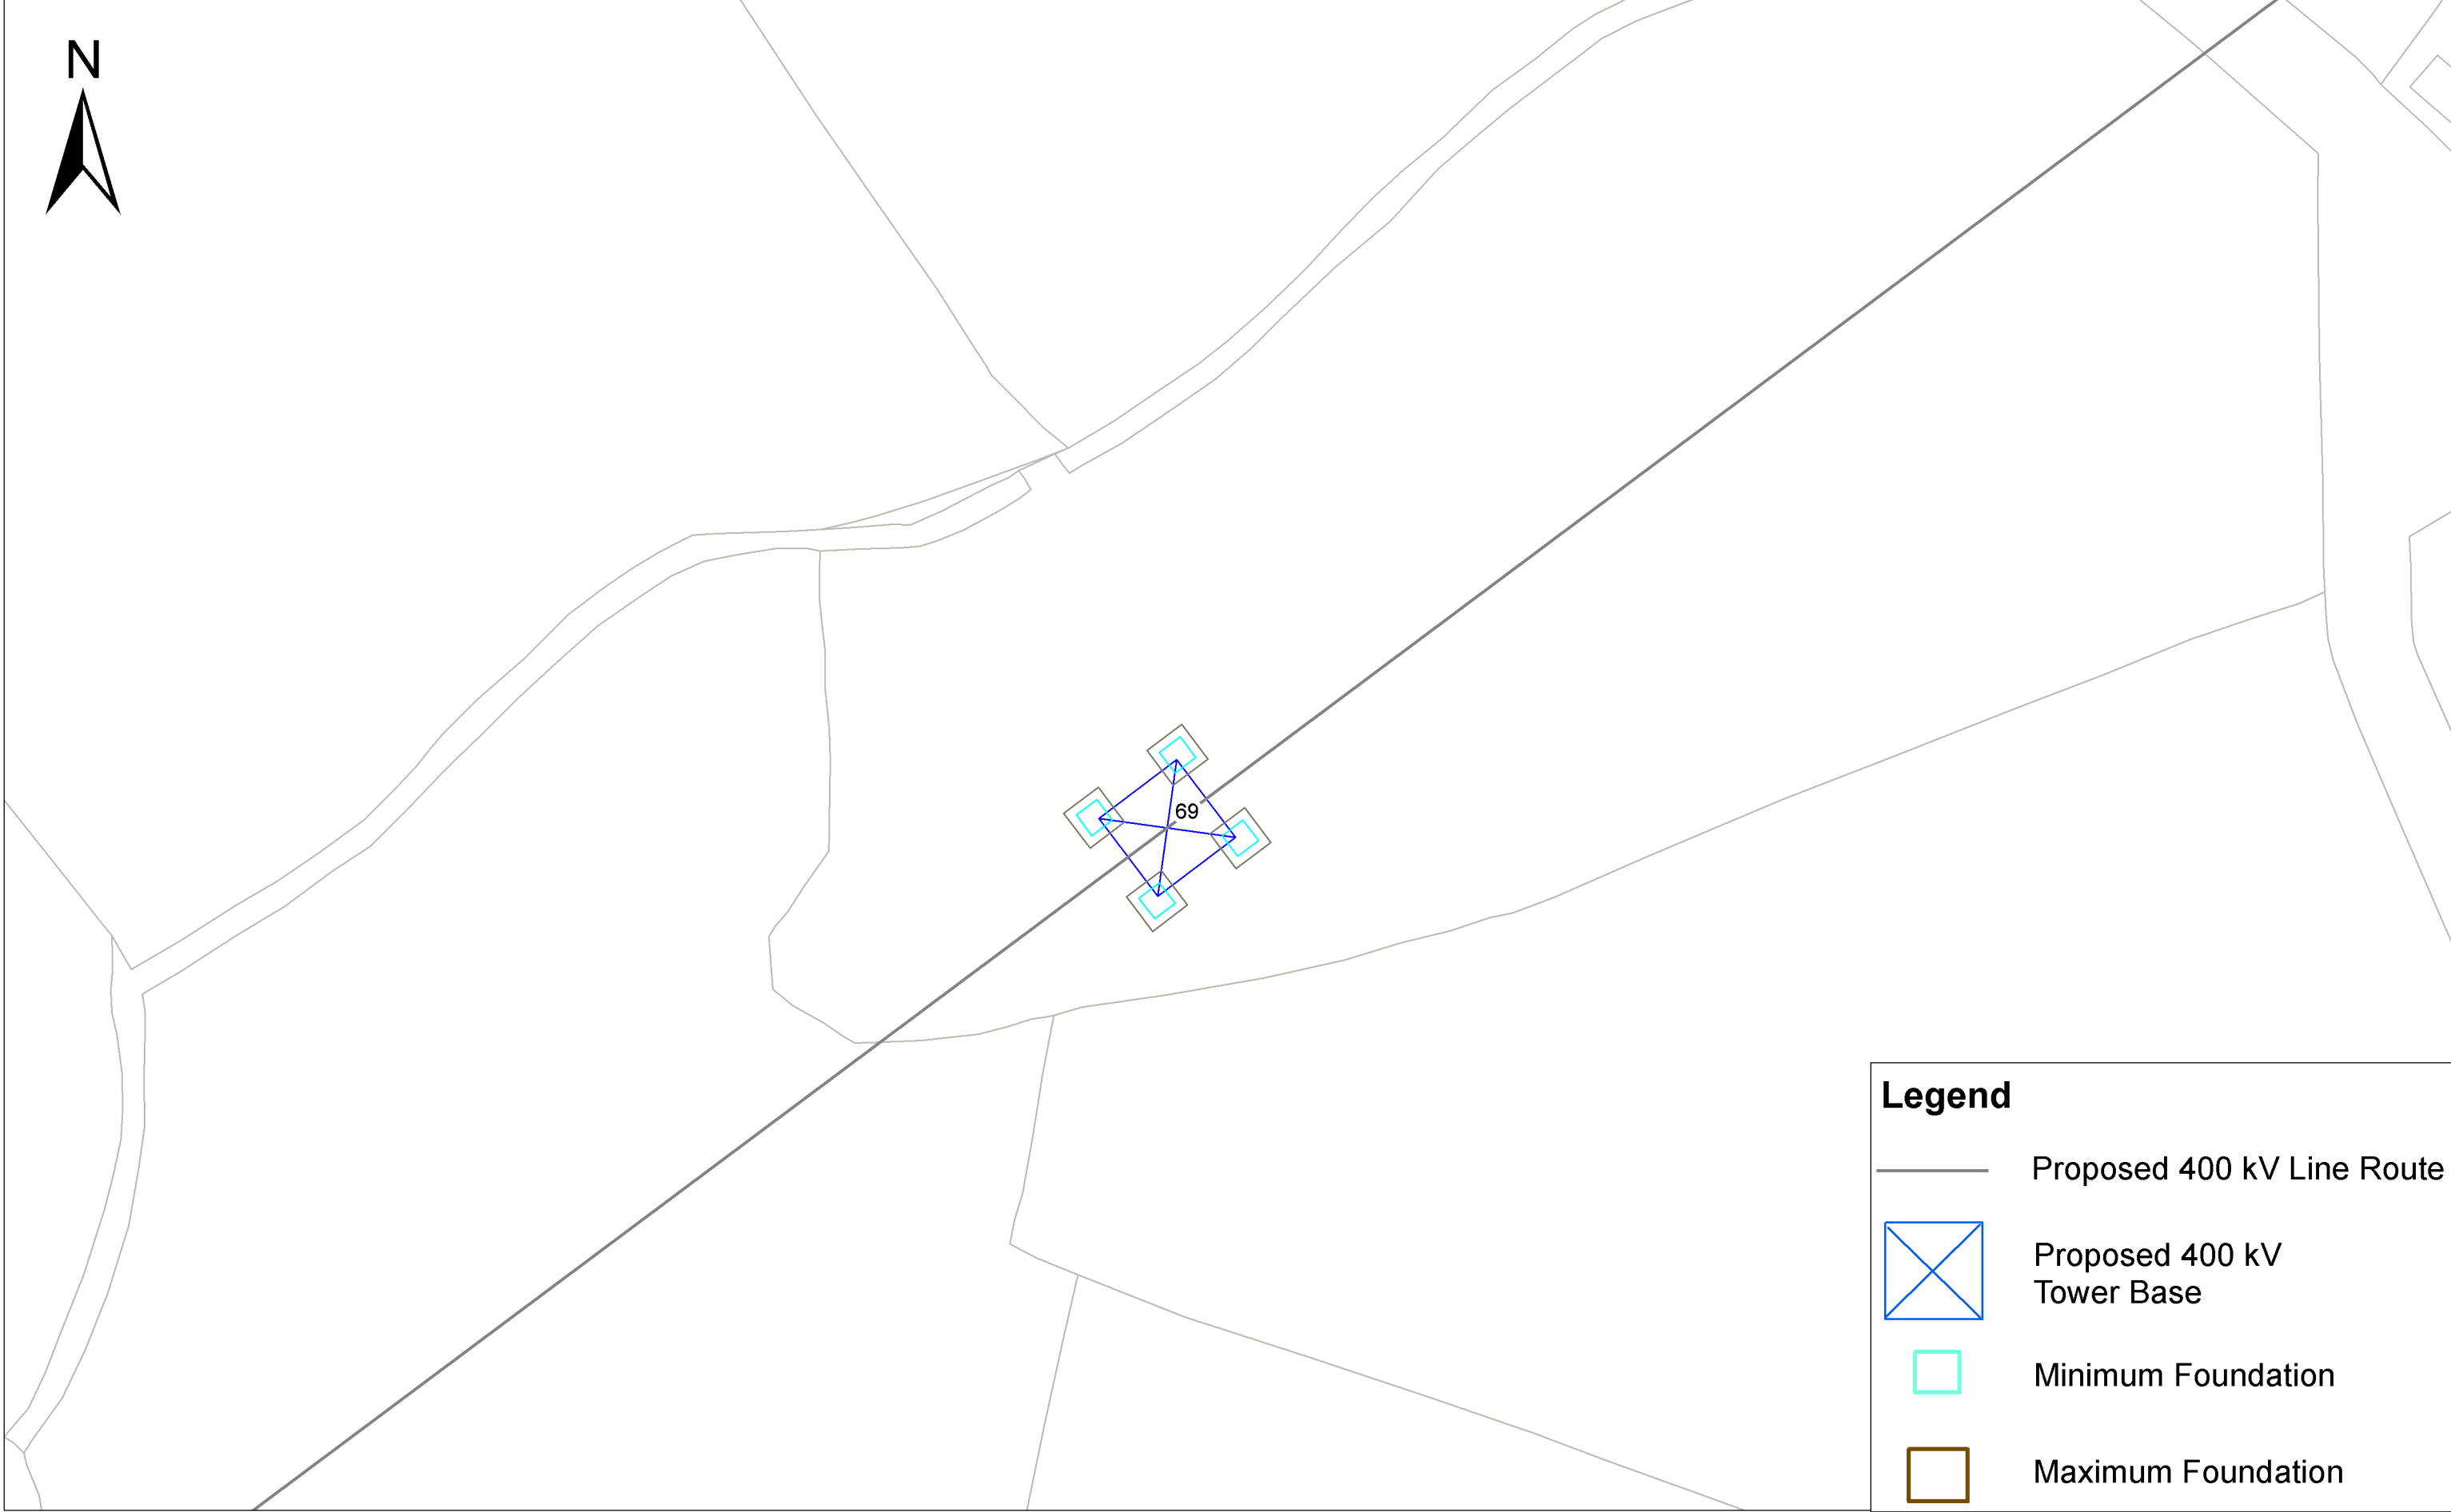 N
69
Legend
Proposed 400 kV Line Route
Proposed 400 kV
Tower Base
Minimum Foundation
Maximum Foundation